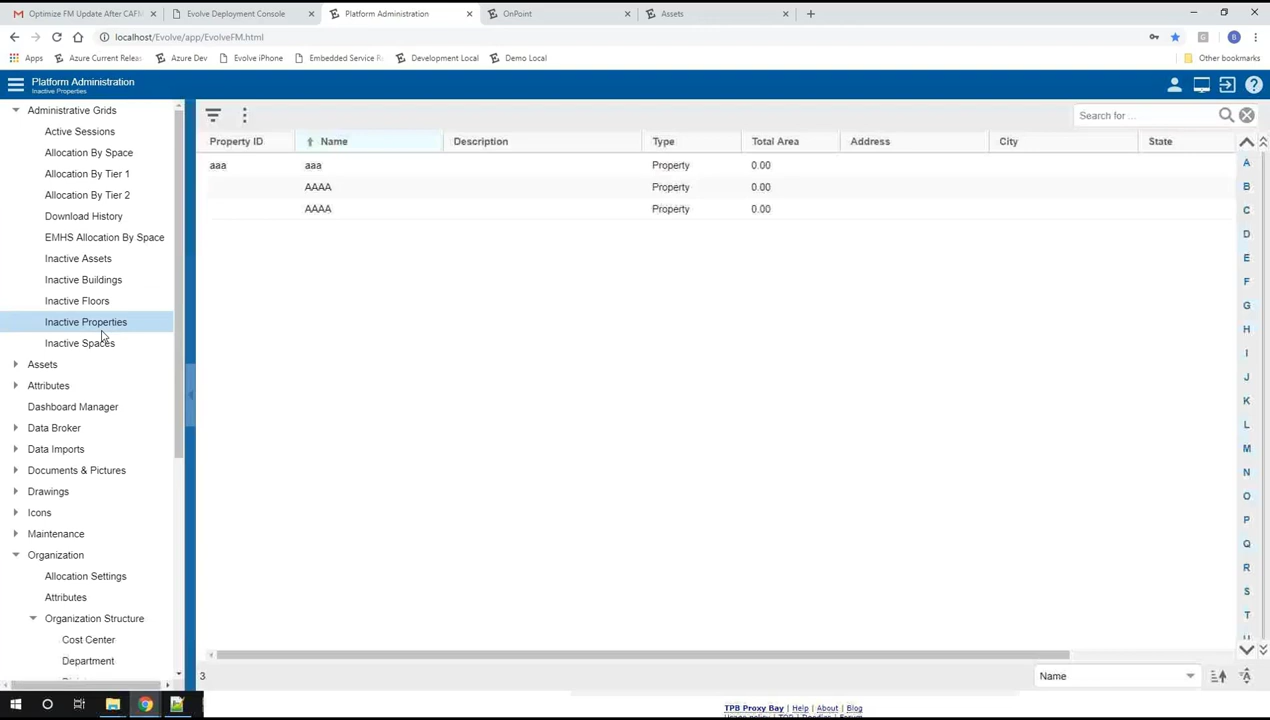 Optimize FM Update After CAFM
Evolve Deployment Console
Platform Administration
OnPoint
Assets
localhost/Evolve/app/EvolveFM.html
B
Apps
Azure Current Releas
Azure Dev
Evolve iPhone
Embedded Service R
Development Local
Demo Local
Other bookmarks
Platform Administration
Inactive Properties
Administrative Grids
Active Sessions
Allocation By Space
Allocation By Tier 1
Allocation By Tier 2
Download History
EMHS Allocation By Space
Inactive Assets
Inactive Buildings
Inactive Floors
Inactive Properties
Inactive Spaces
Assets
Attributes
Dashboard Manager
Data Broker
Data Imports
Documents & Pictures
Drawings
Icons
Maintenance
Organization
Allocation Settings
Attributes
Organization Structure
Cost Center
Department
Search for ...
Property ID Name Description Type Total Area Address City State
aaa aaa Property 0.00
AAAA Property 0.00
AAAA Property 0.00
A
B
C
D
E
F
G
H
I
J
K
L
M
N
O
P
Q
R
S
T
3
Name
TPB Proxy Bay | Help | About | Blog